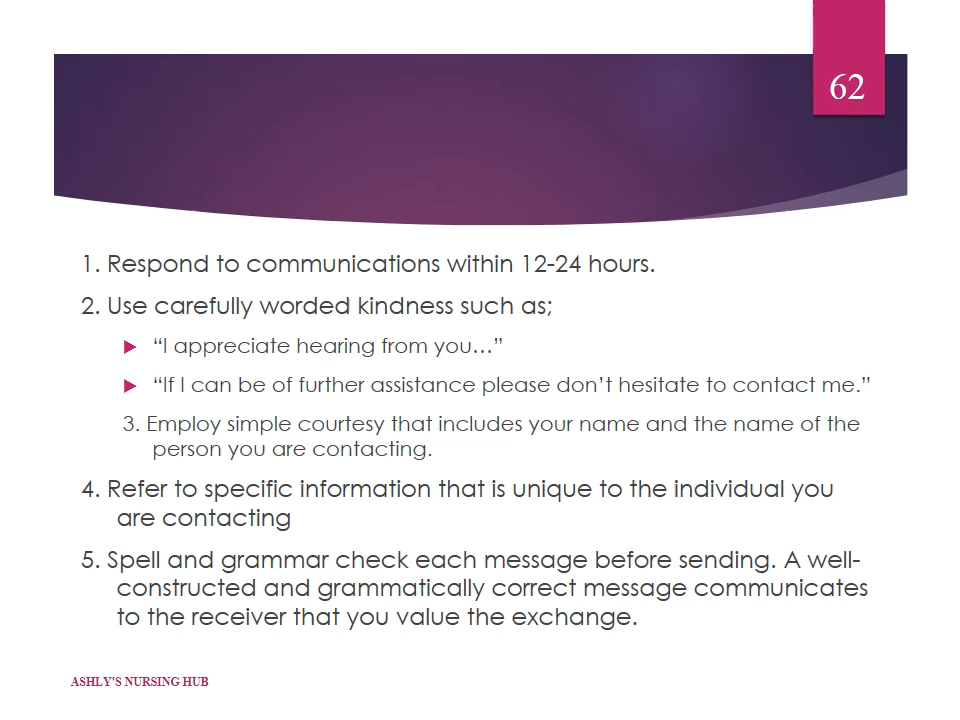 62
1. Respond to communications within 12-24 hours.
2. Use carefully worded kindness such as;
“I appreciate hearing from you…”
“If I can be of further assistance please don’t hesitate to contact me.”
3. Employ simple courtesy that includes your name and the name of the
person you are contacting.
4. Refer to specific information that is unique to the individual you
are contacting
5. Spell and grammar check each message before sending. A well-
constructed and grammatically correct message communicates
to the receiver that you value the exchange.
ASHLY'S NURSING HUB